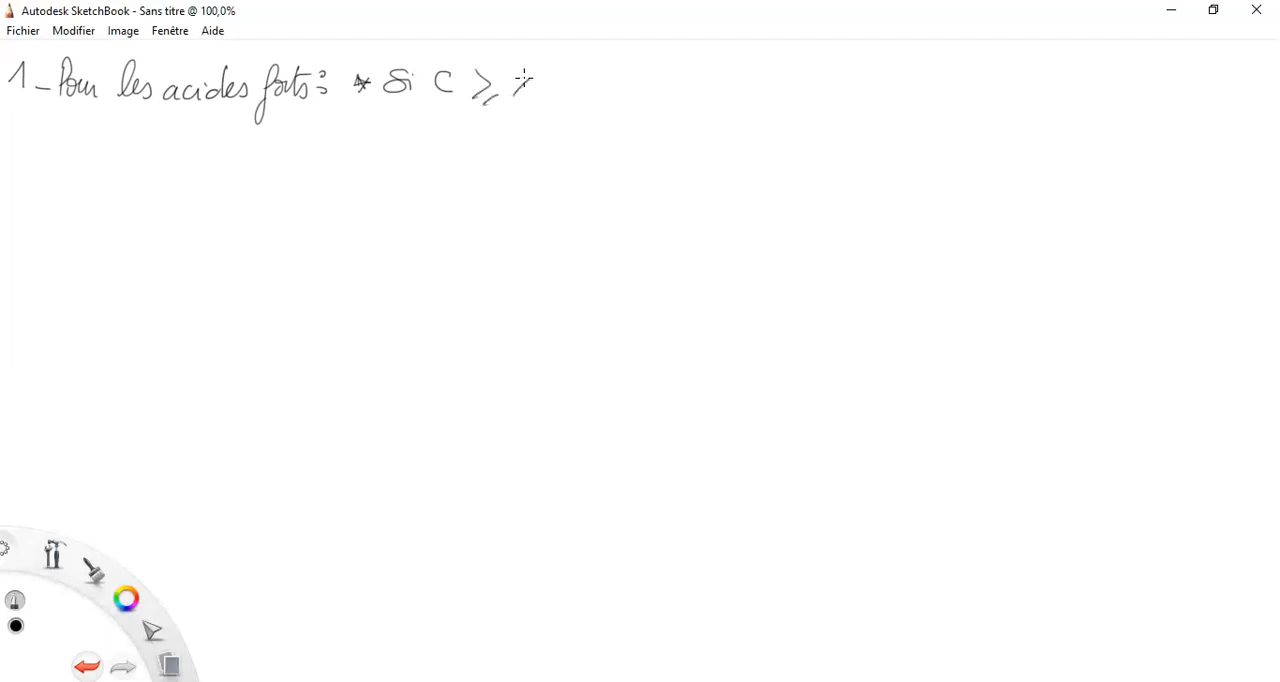 Autodesk SketchBook - Sans titre @ 100,0%
Fichier Modifier Image Fenêtre Aide
1 - Pour les acides forts : * Si C ≥